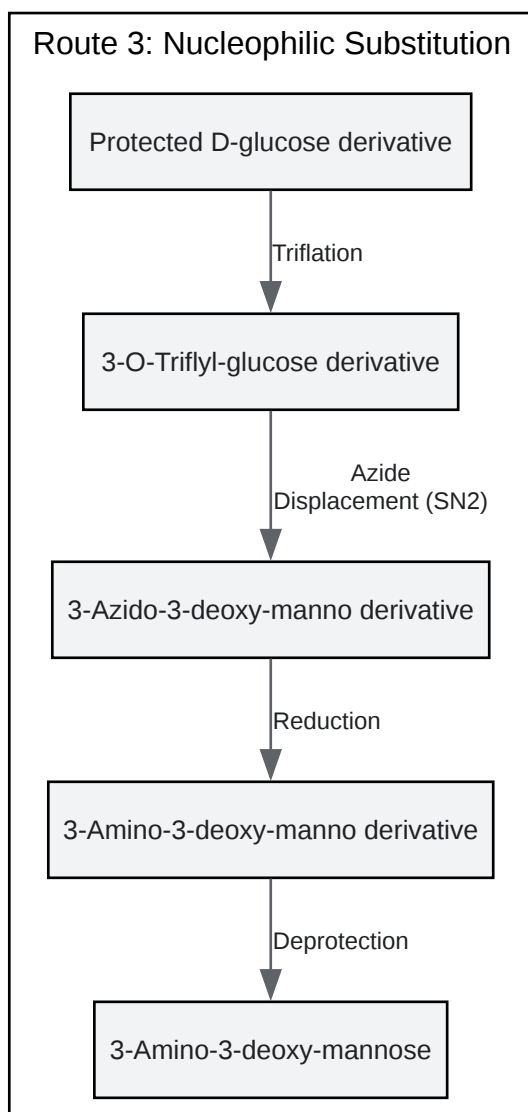 Route 3: Nucleophilic Substitution
Protected D-glucose derivative
Triflation
3-O-Triflyl-glucose derivative
Azide
Displacement (SN2)
3-Azido-3-deoxy-manno derivative
Reduction
3-Amino-3-deoxy-manno derivative
Deprotection
3-Amino-3-deoxy-mannose